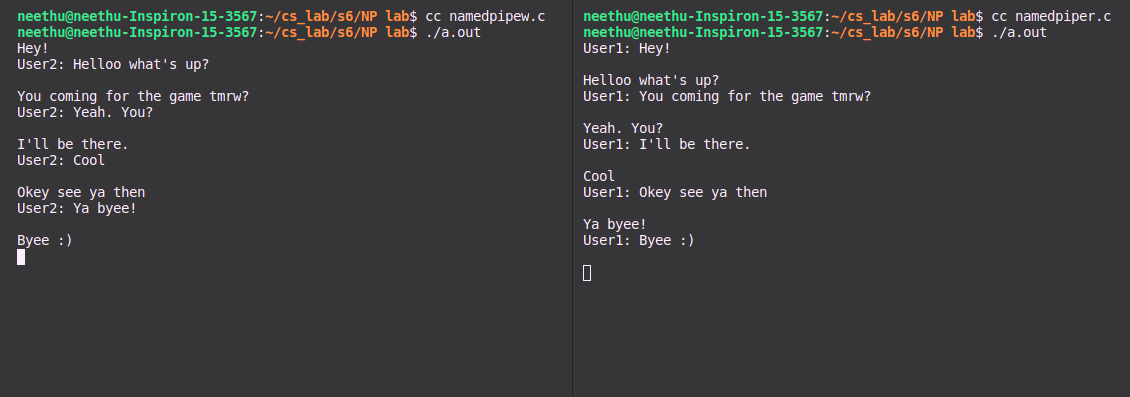 neethu@neethu-Inspiron-15-3567:~/cs_lab/s6/NP lab$ cc namedpipew.c
neethu@neethu-Inspiron-15-3567:~/cs_lab/s6/NP lab$ ./a.out
Hey!
User2: Helloo what's up?
You coming for the game tmrw?
User2: Yeah. You?
I'll be there.
User2: Cool
Okey see ya then
User2: Ya byee!
Byee :)
neethu@neethu-Inspiron-15-3567:~/cs_lab/s6/NP lab$ cc namedpiper.c
neethu@neethu-Inspiron-15-3567:~/cs_lab/s6/NP lab$ ./a.out
User1: Hey!
Helloo what's up?
User1: You coming for the game tmrw?
Yeah. You?
User1: I'll be there.
Cool
User1: Okey see ya then
Ya byee!
User1: Byee :)